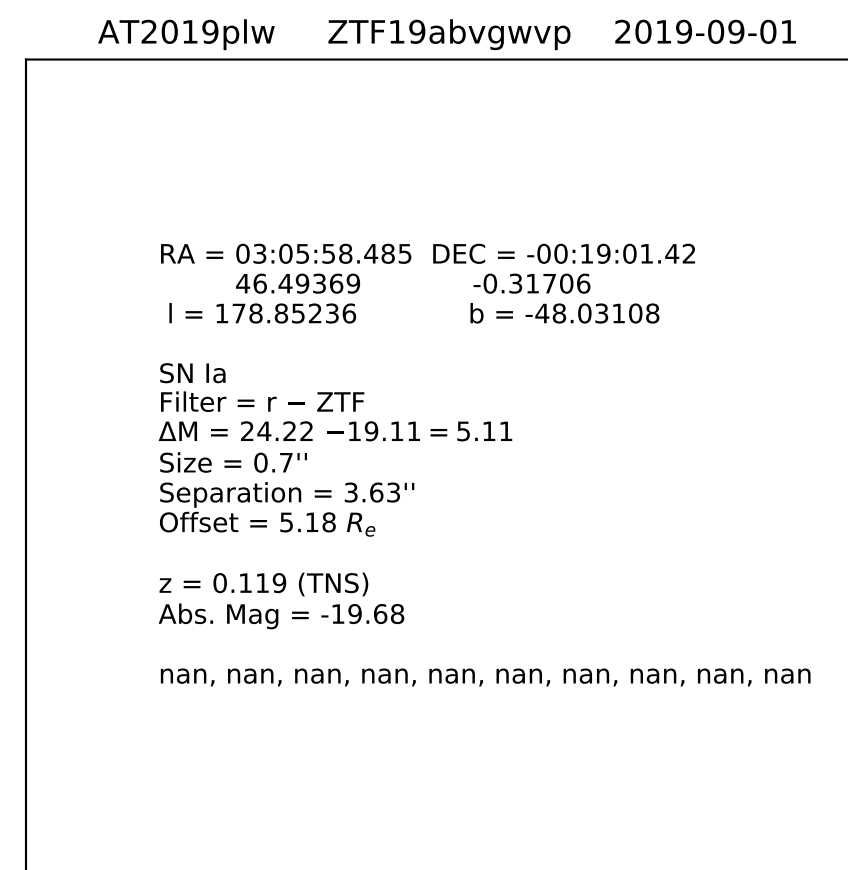 AT2019plw ZTF19abvgwvp 2019-09-01
RA = 03:05:58.485 DEC = -00:19:01.42
46.49369 -0.31706
l = 178.85236 b = -48.03108
SN Ia
Filter = r − ZTF
ΔM = 24.22 −19.11 = 5.11
Size = 0.7''
Separation = 3.63''
Offset = 5.18 Rₑ
z = 0.119 (TNS)
Abs. Mag = -19.68
nan, nan, nan, nan, nan, nan, nan, nan, nan, nan